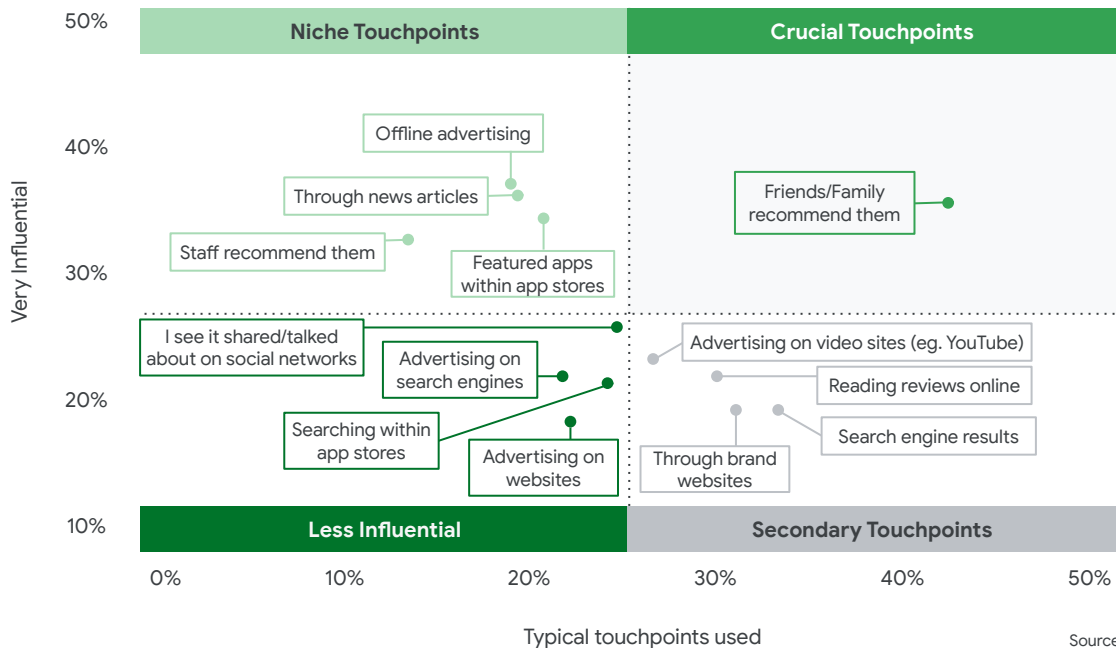 50%
Niche Touchpoints
Crucial Touchpoints
Offline advertising
40%
Very Influential
Through news articles
Friends/Family
recommend them
Staff recommend them
Featured apps
within app stores
30%
I see it shared/talked
about on social networks
Advertising on
search engines
Advertising on video sites (eg. YouTube)
Reading reviews online
20%
Searching within
app stores
Advertising on
websites
Through brand
websites
Search engine results
10%
Less Influential
Secondary Touchpoints
0%
10%
20%
30%
40%
50%
Typical touchpoints used
Source